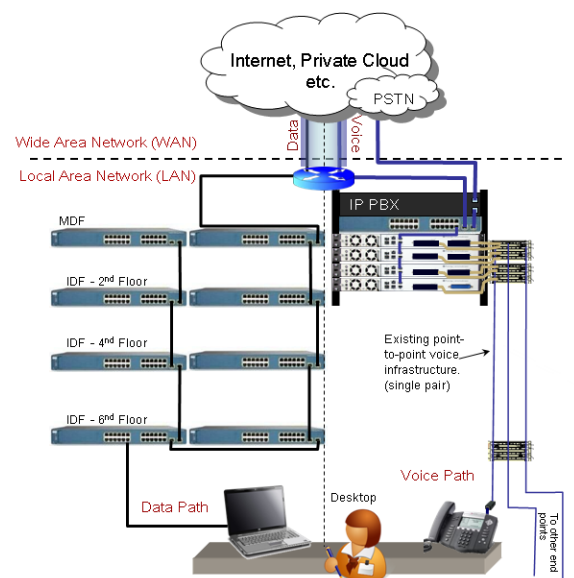 Internet, Private Cloud
etc.
PSTN
Data
Voice
Wide Area Network (WAN)
Local Area Network (LAN)
IP PBX
MDF
IDF - 2nd Floor
IDF - 4nd Floor
IDF - 6nd Floor
Existing point-
to-point voice
infrastructure.
(single pair)
Voice Path
Data Path
Desktop
To other end
points